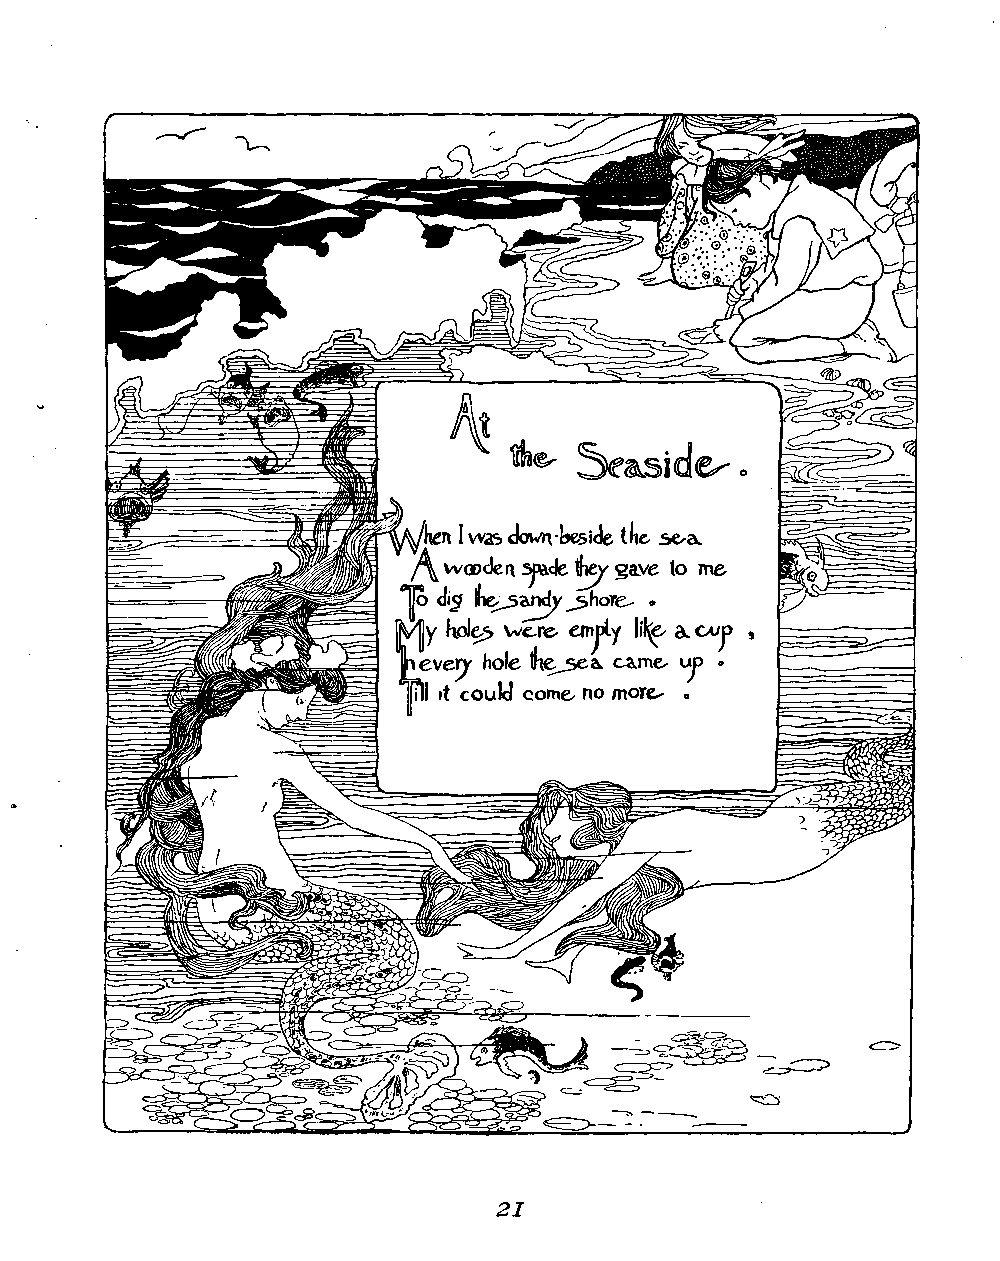 At
the Seaside.
When I was down beside the sea
A wooden spade they gave to me
To dig the sandy shore.
My holes were empty like a cup,
In every hole the sea came up.
Till it could come no more.
21